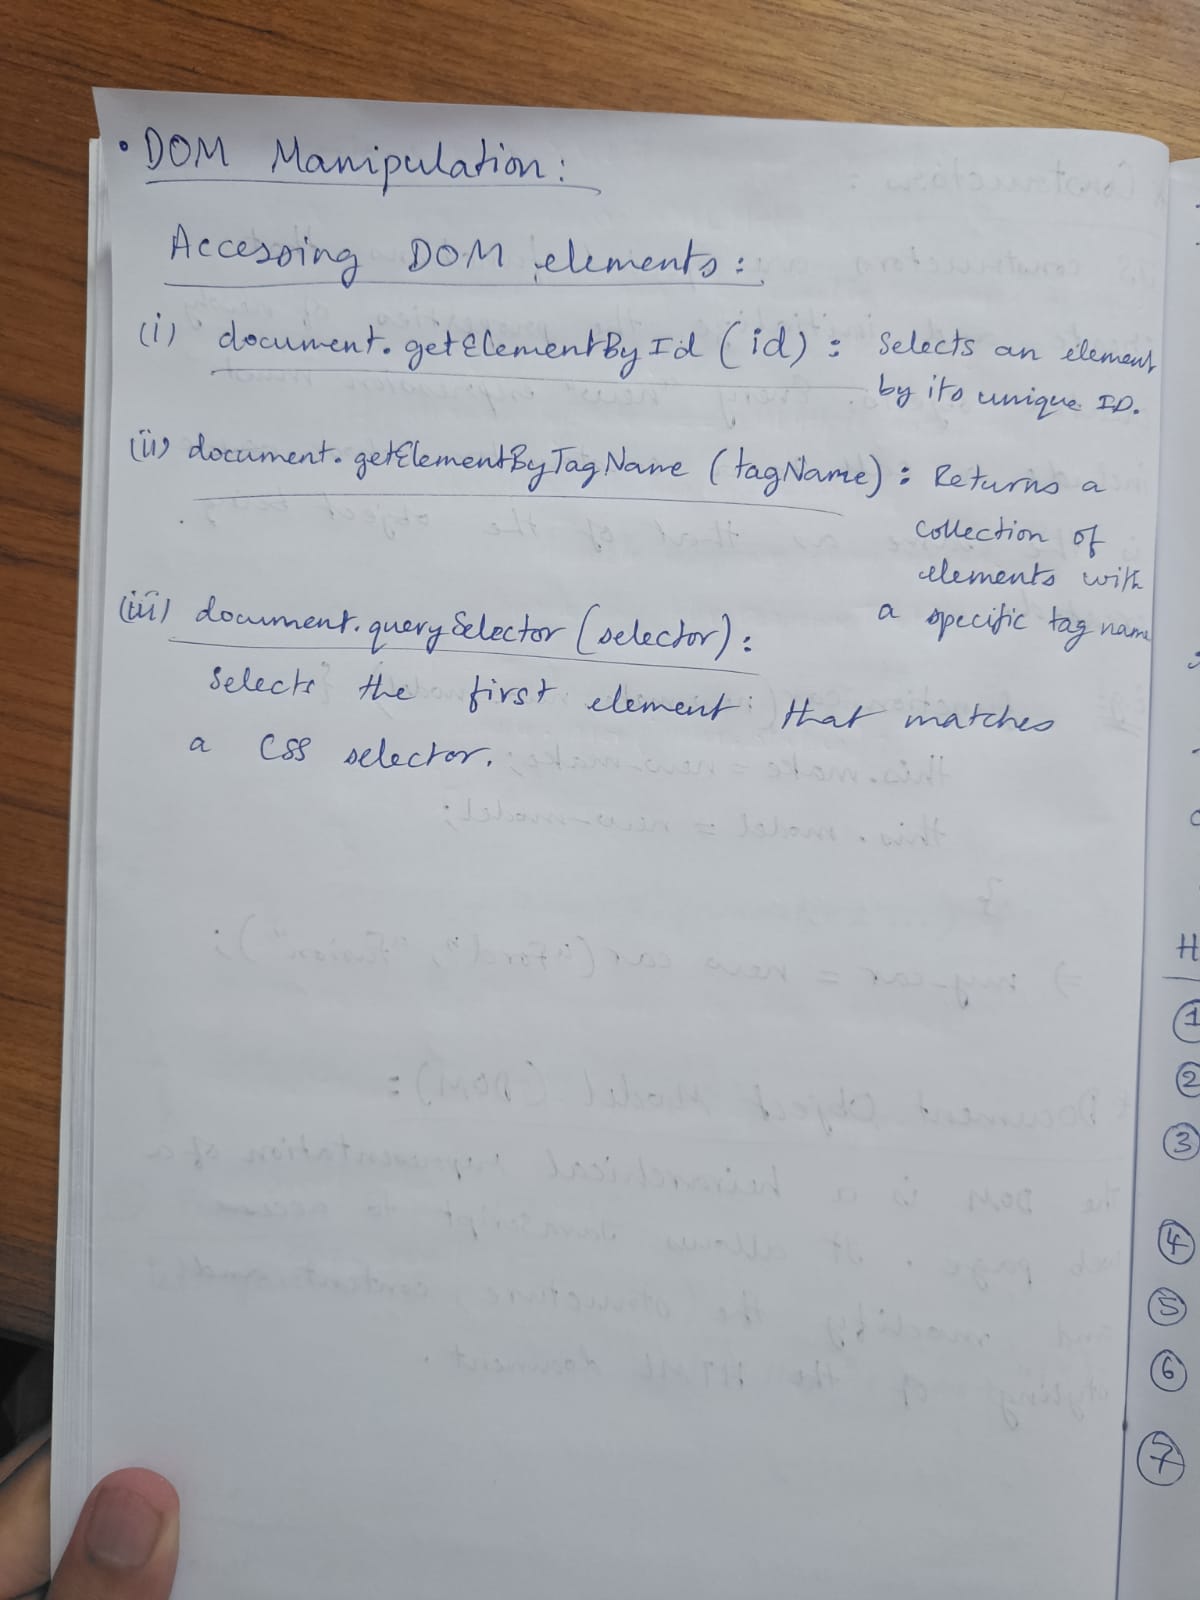 • DOM Manipulation:
Accessing DOM elements:
(i) document.getElementById (id) : Selects an element
by its unique ID.
(ii) document.getElementByTagName (tagName) : Returns a
collection of
elements with
a specific tag name
(iii) document.querySelector (selector) :
Selects the first element that matches
a CSS selector.
H
1
2
3
4
5
6
7